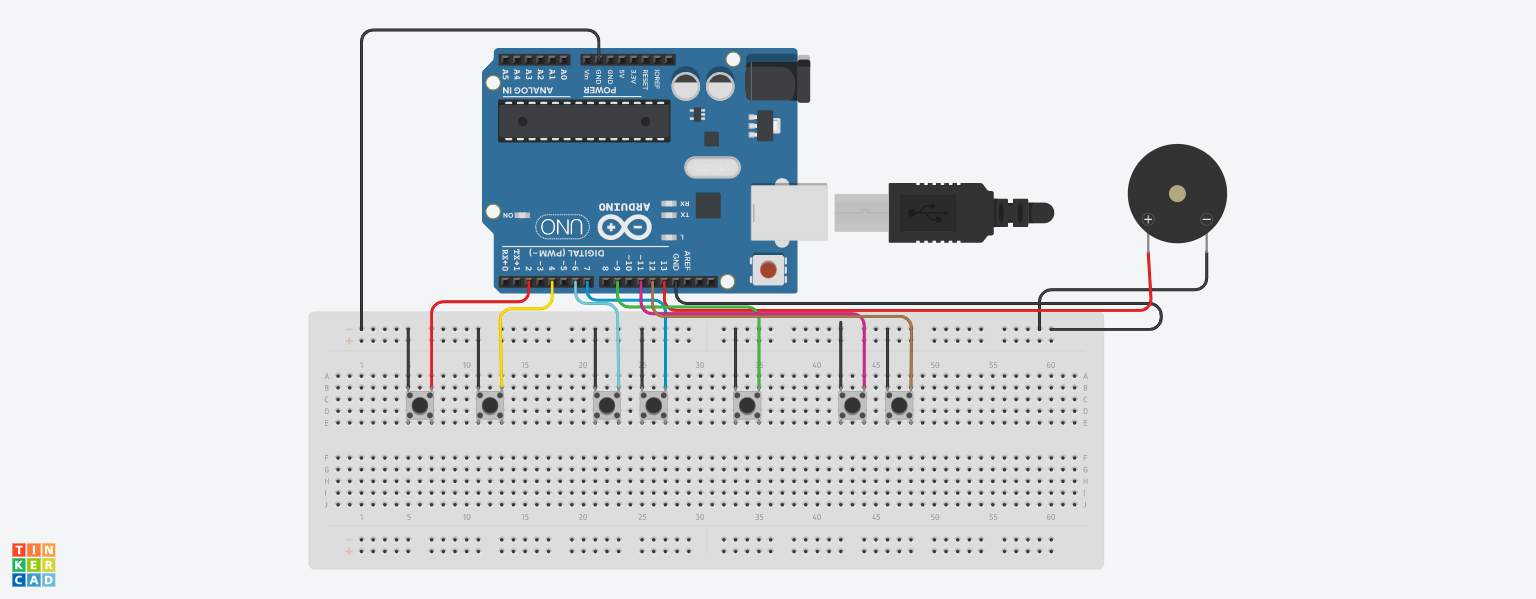 A5 A4 A3 A2 A1 A0 Vin GND GND 5V 3.3V RESET IOREF
ANALOG IN POWER
ARDUINO
UNO
ON
RX
TX
L
DIGITAL (PWM~)
RX←0 TX→1 2 ~3 4 ~5 ~6 7 8 ~9 ~10 ~11 12 13 GND AREF
+ −
−
+
1 5 10 15 20 25 30 35 40 45 50 55 60
A A
B B
C C
D D
E E
F F
G G
H H
I I
J J
1 5 10 15 20 25 30 35 40 45 50 55 60
−
+
TIN
KER
CAD